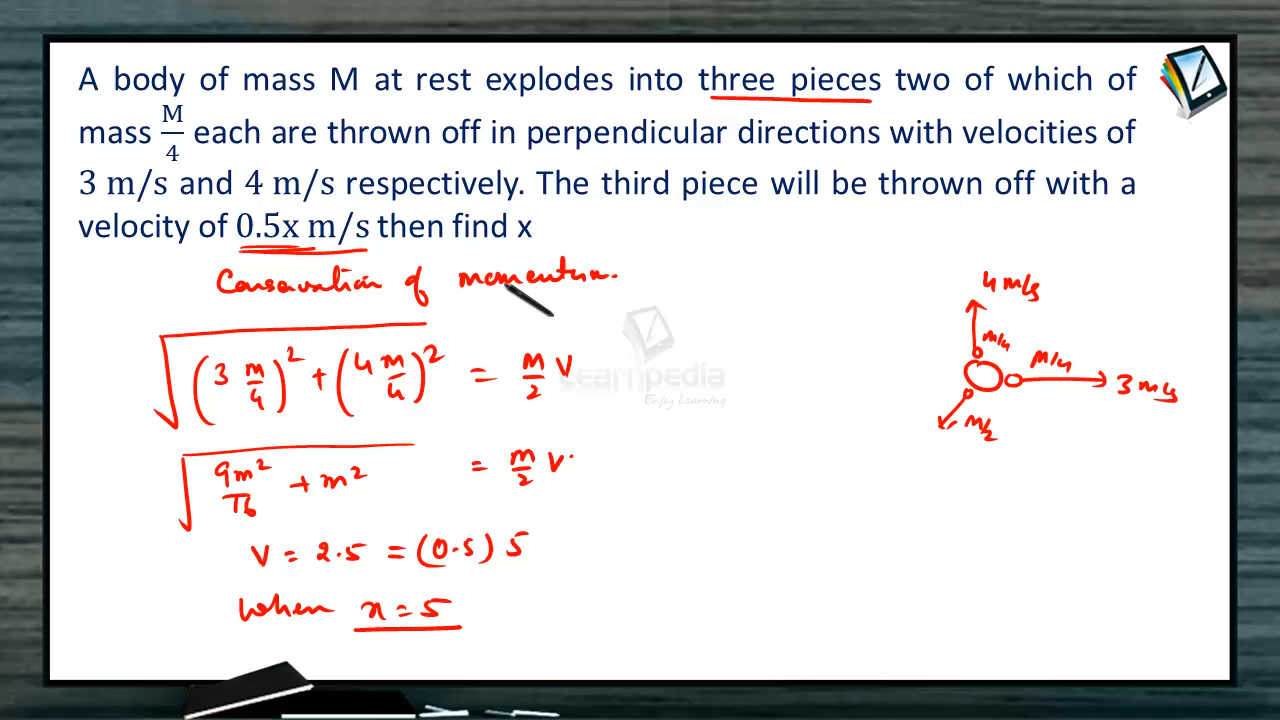 A body of mass M at rest explodes into three pieces two of which of
mass M/4 each are thrown off in perpendicular directions with velocities of
3 m/s and 4 m/s respectively. The third piece will be thrown off with a
velocity of 0.5x m/s then find x
Conservation of momentum.
√((3 m/4)² + (4 m/4)²) = m/2 V
√(9m²/16 + m²) = m/2 V
V = 2.5 = (0.5) 5
when x = 5
4 m/s
M/4
M/4
3 m/s
M/2
Learnpedia
Enjoy Learning